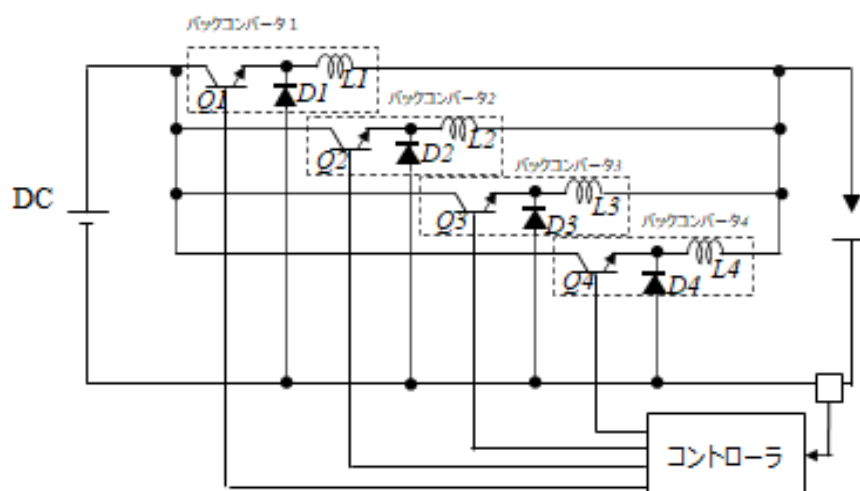 バックコンバータ1
Q1
D1
L1
バックコンバータ2
Q2
D2
L2
バックコンバータ3
Q3
D3
L3
バックコンバータ4
Q4
D4
L4
DC
コントローラ